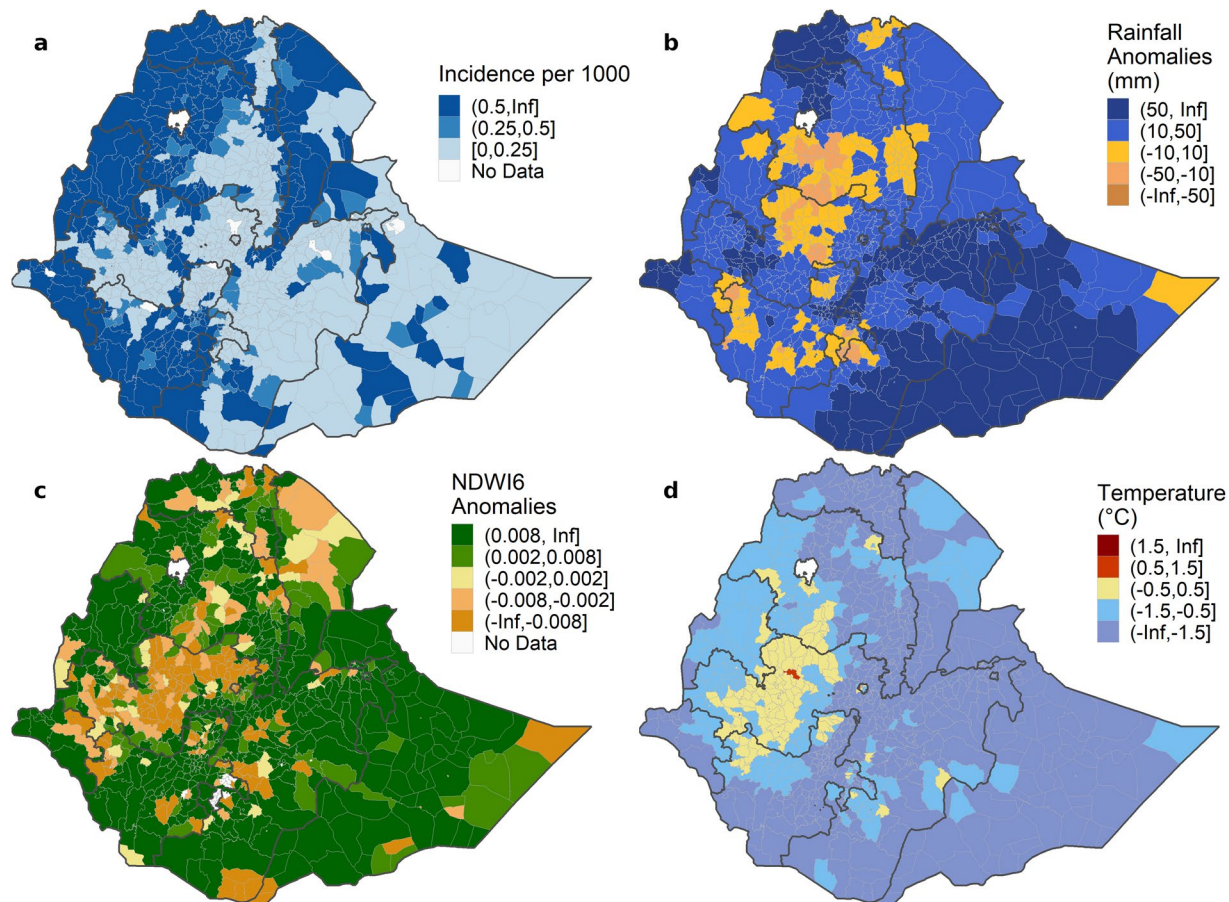 a
Incidence per 1000
(0.5,Inf]
(0.25,0.5]
[0,0.25]
No Data
b
Rainfall
Anomalies
(mm)
(50, Inf]
(10,50]
(-10,10]
(-50,-10]
(-Inf,-50]
c
NDWI6
Anomalies
(0.008, Inf]
(0.002,0.008]
(-0.002,0.002]
(-0.008,-0.002]
(-Inf,-0.008]
No Data
d
Temperature
(°C)
(1.5, Inf]
(0.5,1.5]
(-0.5,0.5]
(-1.5,-0.5]
(-Inf,-1.5]